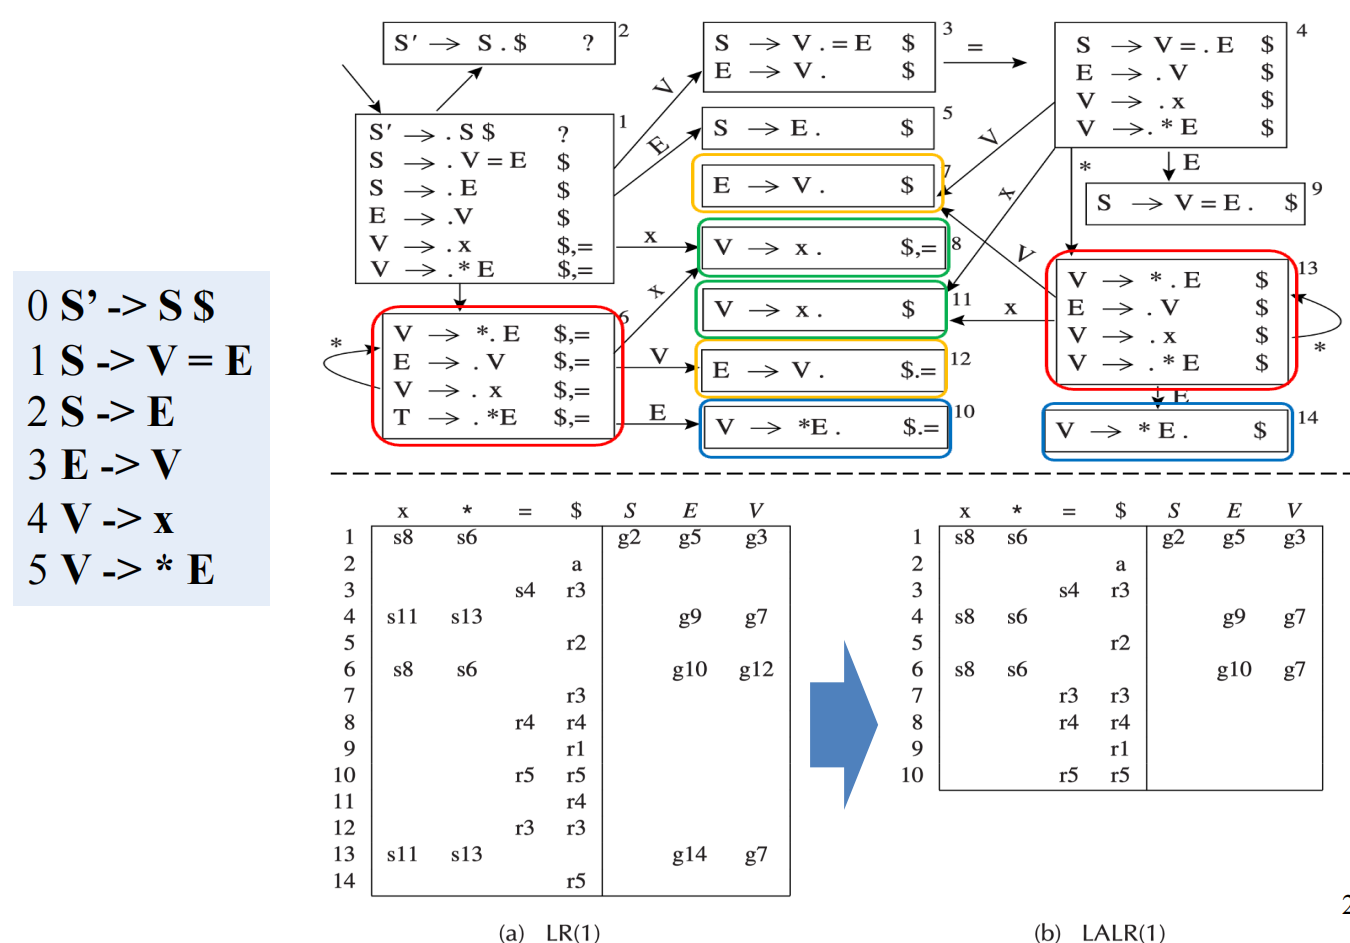 0 S’ -> S $
1 S -> V = E
2 S -> E
3 E -> V
4 V -> x
5 V -> * E
S′ → S . $ ? 2
S′ → . S $ ? 1
S → . V = E $
S → . E $
E → .V $
V → . x $,=
V → . * E $,=
S → V . = E $ 3
E → V . $
=
S → V = . E $ 4
E → . V $
V → . x $
V → . * E $
V
E
S → E . $ 5
E → V . $ 7
V
x
*
E
S → V = E . $ 9
x
V → x . $,= 8
x
V → x . $ 11
V
x
V → *. E $,= 6
E → . V $,=
V → . x $,=
T → . *E $,=
*
V
E → V . $.= 12
E
V → *E . $.= 10
V → *. E $ 13
E → . V $
V → . x $
V → . * E $
*
E
V → * E . $ 14
x * = $ S E V
1 s8 s6 g2 g5 g3
2 a
3 s4 r3
4 s11 s13 g9 g7
5 r2
6 s8 s6 g10 g12
7 r3
8 r4 r4
9 r1
10 r5 r5
11 r4
12 r3 r3
13 s11 s13 g14 g7
14 r5
(a) LR(1)
x * = $ S E V
1 s8 s6 g2 g5 g3
2 a
3 s4 r3
4 s8 s6 g9 g7
5 r2
6 s8 s6 g10 g7
7 r3 r3
8 r4 r4
9 r1
10 r5 r5
(b) LALR(1)